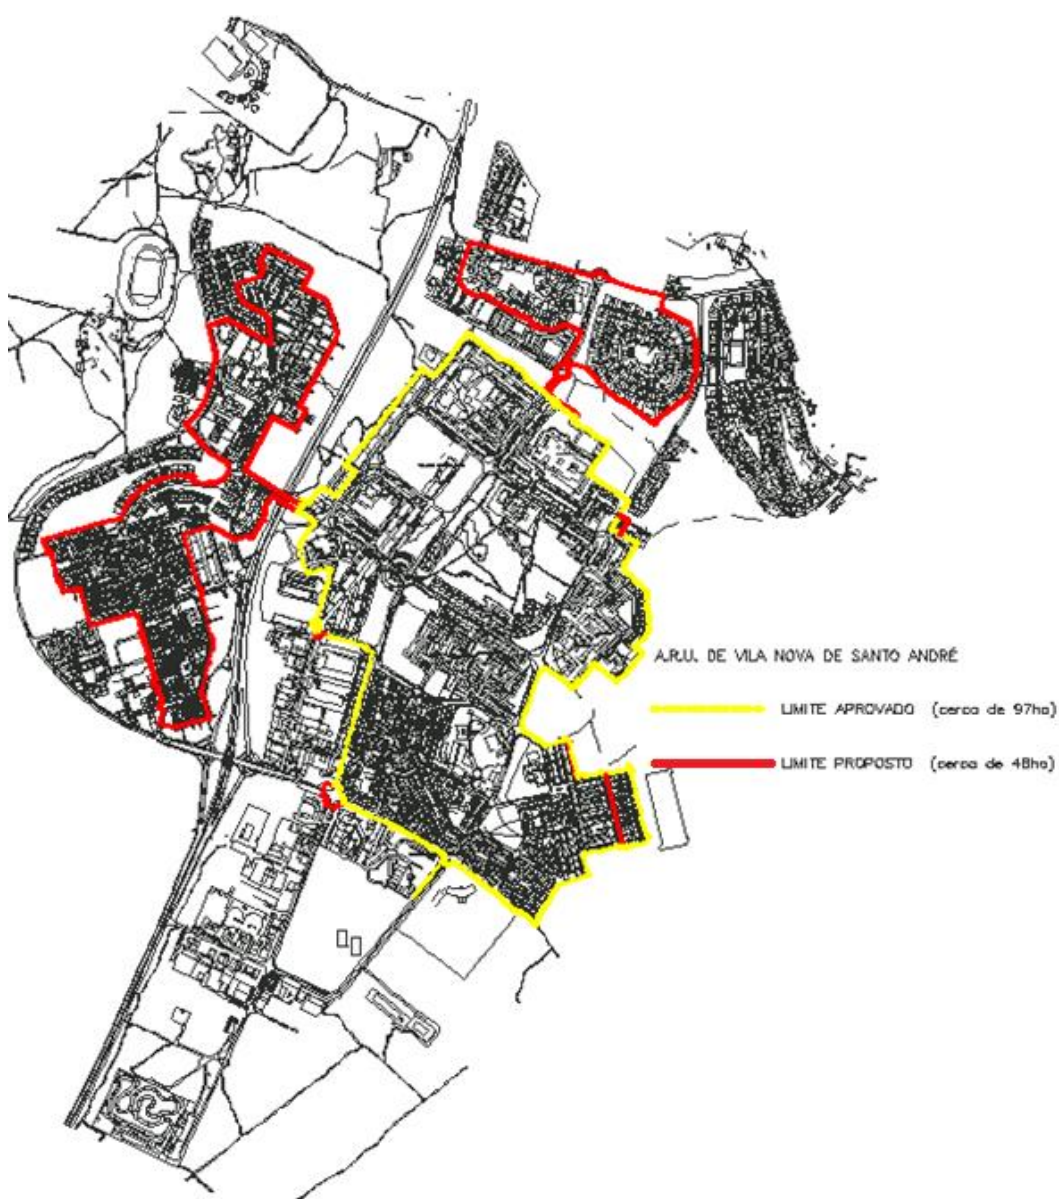 A.R.U. DE VILA NOVA DE SANTO ANDRÉ
LIMITE APROVADO (cerca de 97ha)
LIMITE PROPOSTO (cerca de 48ha)